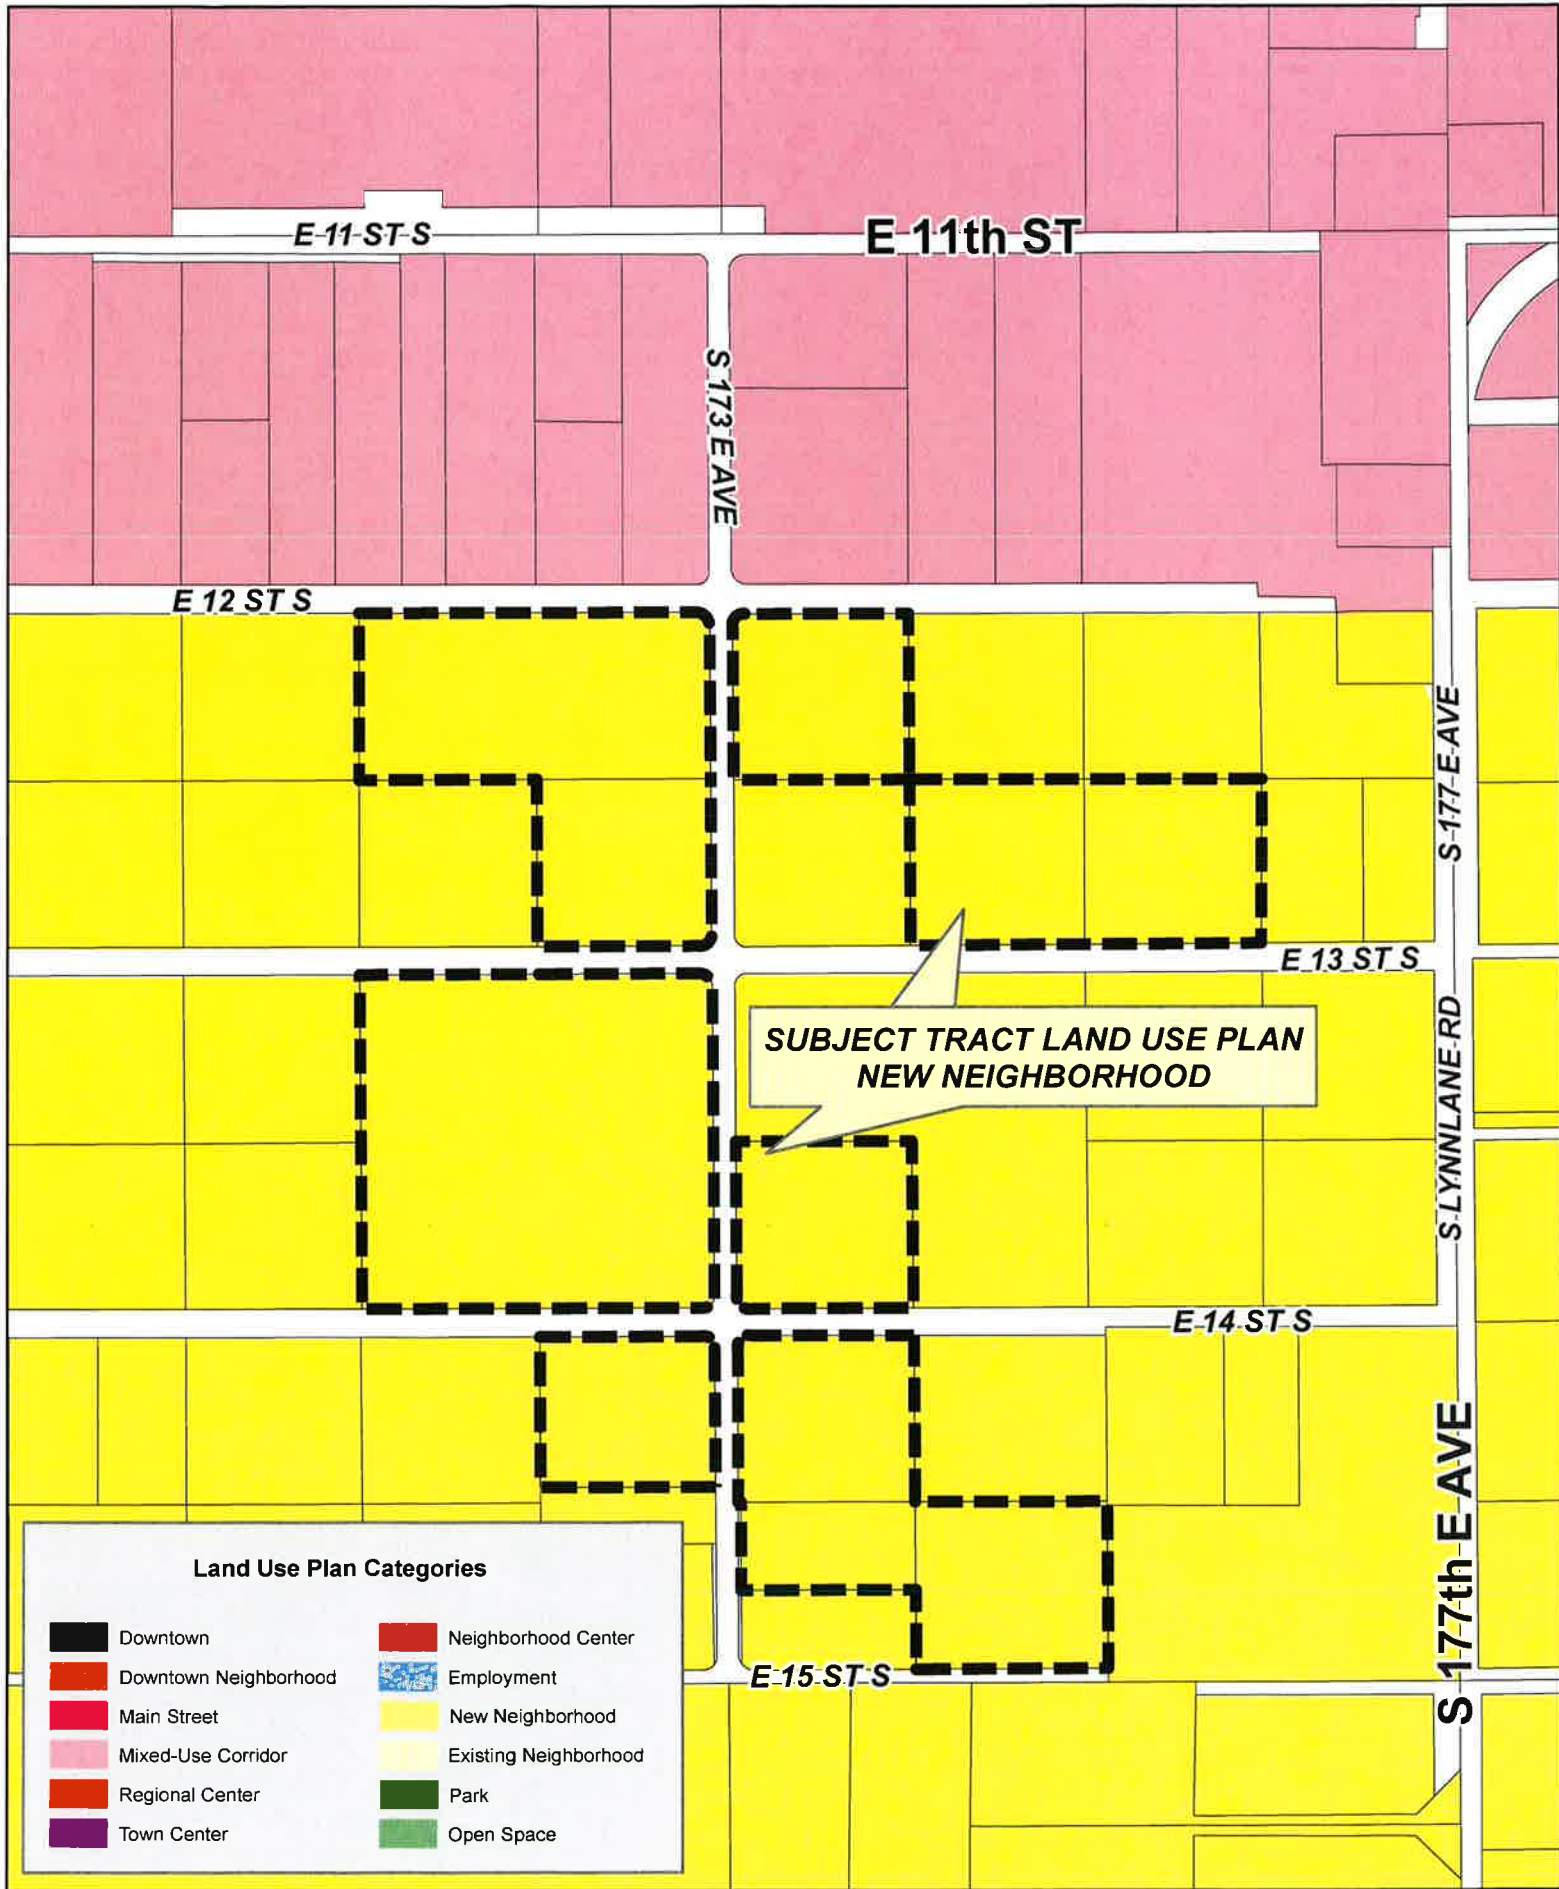 E 11 ST S
E 11th ST
S 173 E AVE
E 12 ST S
S 177 E AVE
E 13 ST S
SUBJECT TRACT LAND USE PLAN
NEW NEIGHBORHOOD
S LYNNLANE RD
E 14 ST S
S 177th E AVE
E 15 ST S
Land Use Plan Categories
Downtown
Downtown Neighborhood
Main Street
Mixed-Use Corridor
Regional Center
Town Center
Neighborhood Center
Employment
New Neighborhood
Existing Neighborhood
Park
Open Space